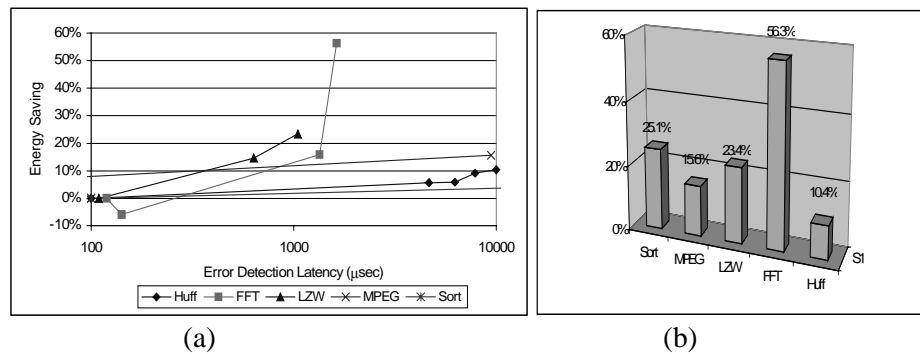 60%
50%
40%
30%
20%
10%
0%
-10%
Energy Saving
100 1000 10000
Error Detection Latency (μsec)
Huff FFT LZW MPEG Sort
(a)
60%
40%
20%
0%
25.1%
15.6%
23.4%
56.3%
10.4%
Sort
MPEG
LZW
FFT
Huff
S1
(b)